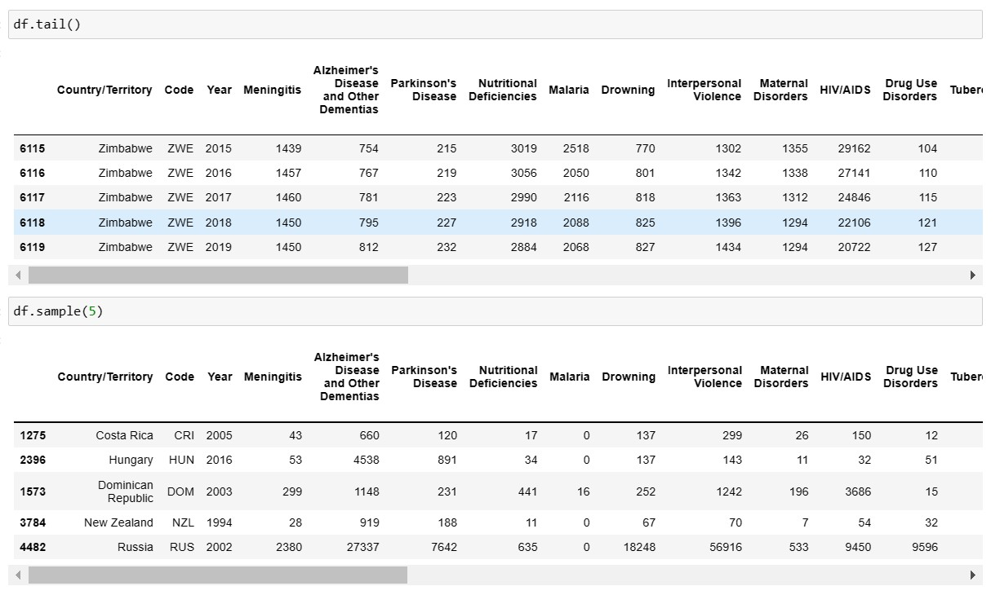 df.tail()
Country/Territory Code Year Meningitis Alzheimer's Disease and Other Dementias Parkinson's Disease Nutritional Deficiencies Malaria Drowning Interpersonal Violence Maternal Disorders HIV/AIDS Drug Use Disorders
6115 Zimbabwe ZWE 2015 1439 754 215 3019 2518 770 1302 1355 29162 104
6116 Zimbabwe ZWE 2016 1457 767 219 3056 2050 801 1342 1338 27141 110
6117 Zimbabwe ZWE 2017 1460 781 223 2990 2116 818 1363 1312 24846 115
6118 Zimbabwe ZWE 2018 1450 795 227 2918 2088 825 1396 1294 22106 121
6119 Zimbabwe ZWE 2019 1450 812 232 2884 2068 827 1434 1294 20722 127
df.sample(5)
Country/Territory Code Year Meningitis Alzheimer's Disease and Other Dementias Parkinson's Disease Nutritional Deficiencies Malaria Drowning Interpersonal Violence Maternal Disorders HIV/AIDS Drug Use Disorders
1275 Costa Rica CRI 2005 43 660 120 17 0 137 299 26 150 12
2396 Hungary HUN 2016 53 4538 891 34 0 137 143 11 32 51
1573 Dominican Republic DOM 2003 299 1148 231 441 16 252 1242 196 3686 15
3784 New Zealand NZL 1994 28 919 188 11 0 67 70 7 54 32
4482 Russia RUS 2002 2380 27337 7642 635 0 18248 56916 533 9450 9596